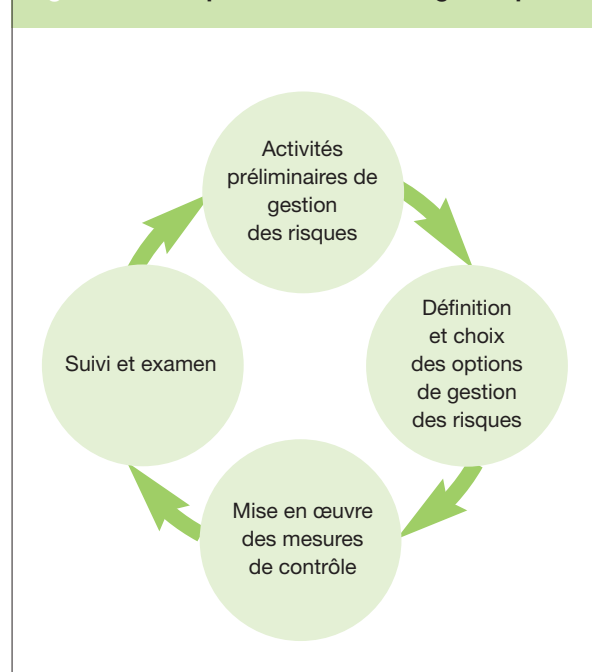 Activités
préliminaires de
gestion
des risques
Définition
et choix
des options
de gestion
des risques
Mise en œuvre
des mesures
de contrôle
Suivi et examen